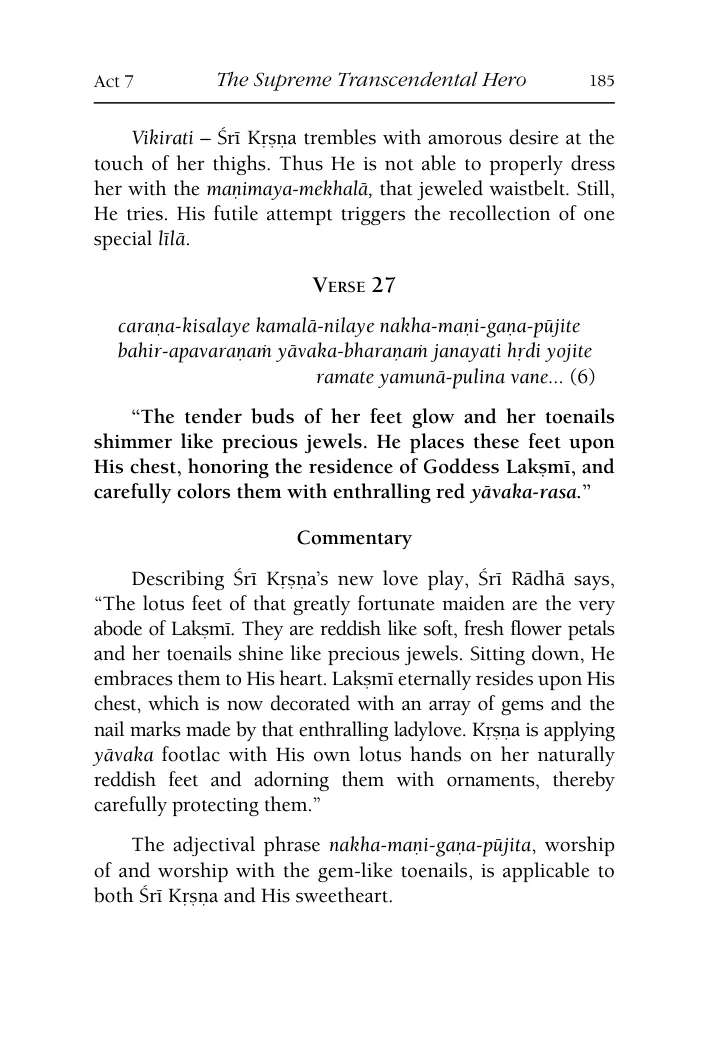 Act 7 The Supreme Transcendental Hero 185
Vikirati – Śrī Kṛṣṇa trembles with amorous desire at the
touch of her thighs. Thus He is not able to properly dress
her with the maṇimaya-mekhalā, that jeweled waistbelt. Still,
He tries. His futile attempt triggers the recollection of one
special līlā.
Verse 27
caraṇa-kisalaye kamalā-nilaye nakha-maṇi-gaṇa-pūjite
bahir-apavaraṇaṁ yāvaka-bharaṇaṁ janayati hṛdi yojite
ramate yamunā-pulina vane... (6)
“The tender buds of her feet glow and her toenails
shimmer like precious jewels. He places these feet upon
His chest, honoring the residence of Goddess Lakṣmī, and
carefully colors them with enthralling red yāvaka-rasa.”
Commentary
Describing Śrī Kṛṣṇa’s new love play, Śrī Rādhā says,
“The lotus feet of that greatly fortunate maiden are the very
abode of Lakṣmī. They are reddish like soft, fresh flower petals
and her toenails shine like precious jewels. Sitting down, He
embraces them to His heart. Lakṣmī eternally resides upon His
chest, which is now decorated with an array of gems and the
nail marks made by that enthralling ladylove. Kṛṣṇa is applying
yāvaka footlac with His own lotus hands on her naturally
reddish feet and adorning them with ornaments, thereby
carefully protecting them.”
The adjectival phrase nakha-maṇi-gaṇa-pūjita, worship
of and worship with the gem-like toenails, is applicable to
both Śrī Kṛṣṇa and His sweetheart.